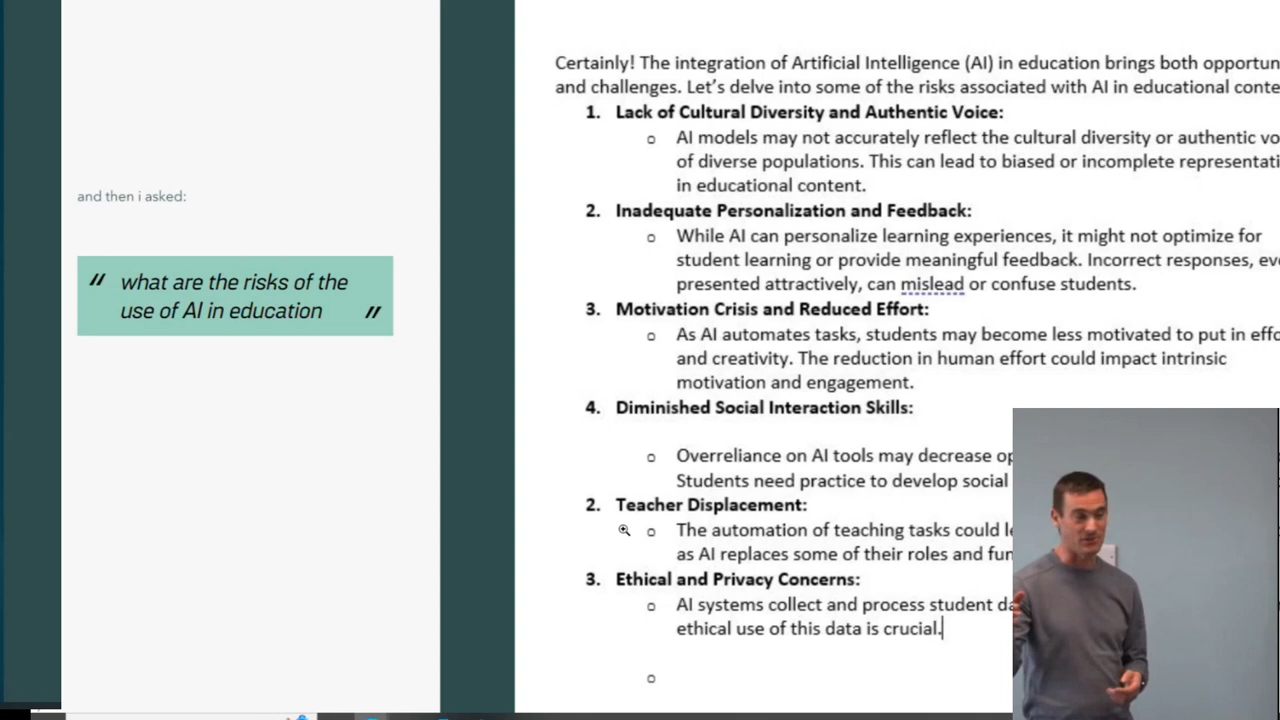 and then i asked:
" what are the risks of the
use of AI in education "
Certainly! The integration of Artificial Intelligence (AI) in education brings both
and challenges. Let's delve into some of the risks associated with AI in educational
1. Lack of Cultural Diversity and Authentic Voice:
o AI models may not accurately reflect the cultural diversity or authentic
of diverse populations. This can lead to biased or incomplete
in educational content.
2. Inadequate Personalization and Feedback:
o While AI can personalize learning experiences, it might not optimize for
student learning or provide meaningful feedback. Incorrect responses,
presented attractively, can mislead or confuse students.
3. Motivation Crisis and Reduced Effort:
o As AI automates tasks, students may become less motivated to put in
and creativity. The reduction in human effort could impact intrinsic
motivation and engagement.
4. Diminished Social Interaction Skills:
o Overreliance on AI tools may decrease
Students need practice to develop social
2. Teacher Displacement:
o The automation of teaching tasks could
as AI replaces some of their roles and
3. Ethical and Privacy Concerns:
o AI systems collect and process student
ethical use of this data is crucial.
o